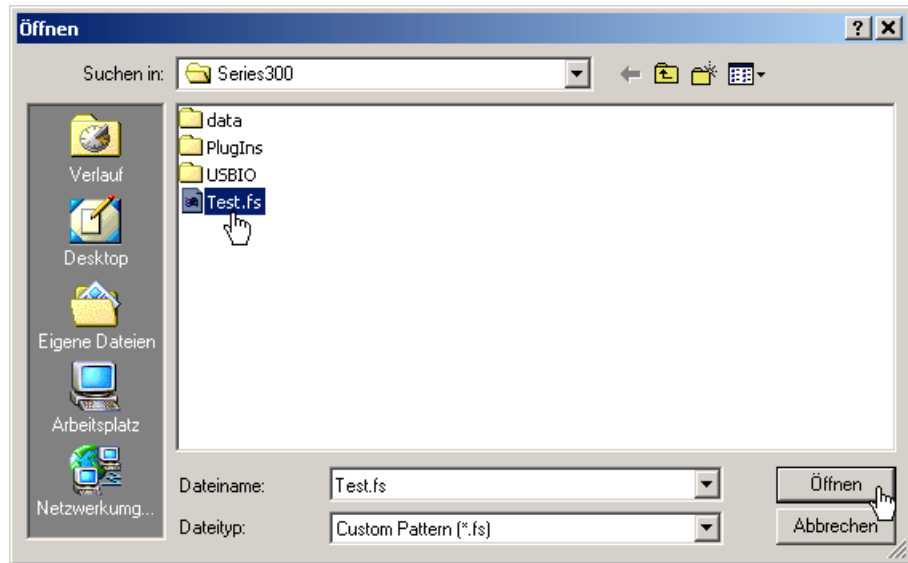 Öffnen
Suchen in: Series300
data
PlugIns
USBIO
Test.fs
Verlauf
Desktop
Eigene Dateien
Arbeitsplatz
Netzwerkumg...
Dateiname: Test.fs Öffnen
Dateityp: Custom Pattern (*.fs) Abbrechen